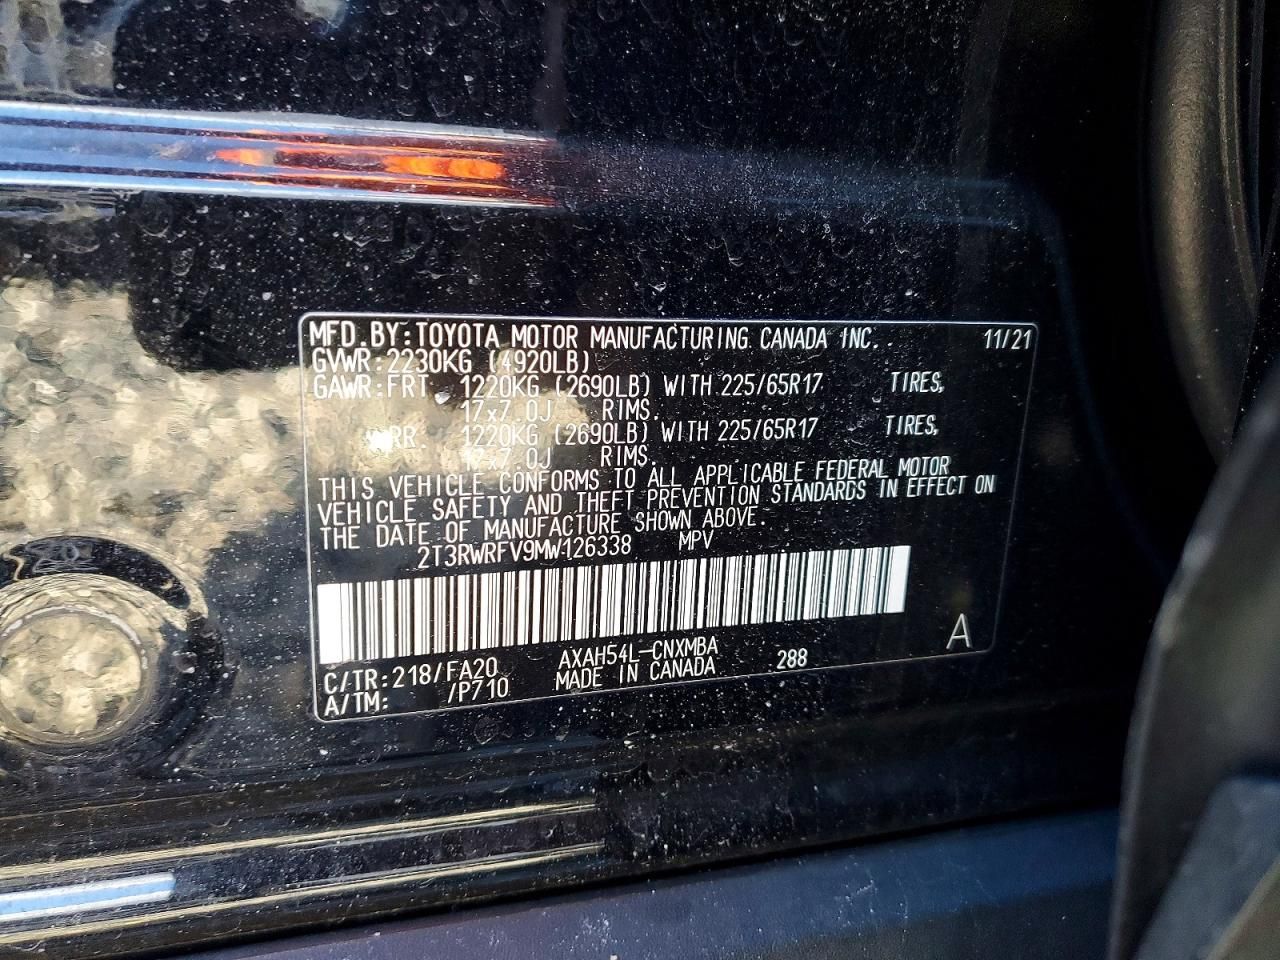 MFD.BY:TOYOTA MOTOR MANUFACTURING CANADA INC. 11/21
GVWR:2230KG (4920LB)
GAWR:FRT. 1220KG (2690LB) WITH 225/65R17 TIRES,
17x7.0J RIMS.
RR. 1220KG (2690LB) WITH 225/65R17 TIRES,
17x7.0J RIMS.
THIS VEHICLE CONFORMS TO ALL APPLICABLE FEDERAL MOTOR
VEHICLE SAFETY AND THEFT PREVENTION STANDARDS IN EFFECT ON
THE DATE OF MANUFACTURE SHOWN ABOVE.
2T3RWRFV9MW126338 MPV
C/TR:218/FA20 AXAH54L-CNXMBA 288 A
A/TM: /P710 MADE IN CANADA